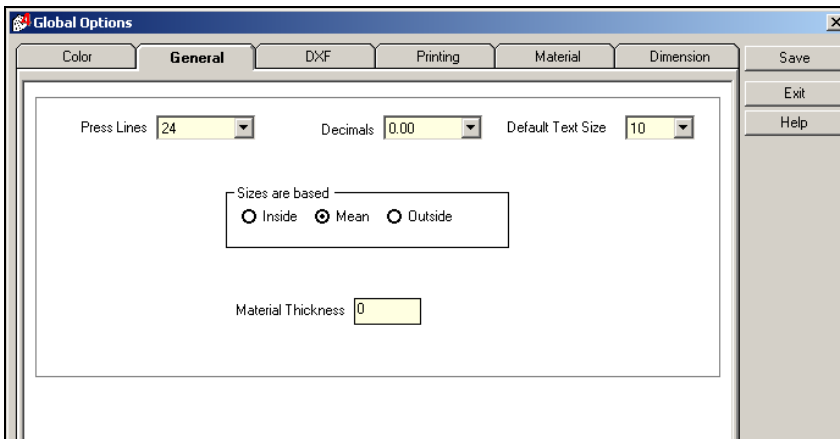 Global Options
Color General DXF Printing Material Dimension Save
Exit
Press Lines 24 Decimals 0.00 Default Text Size 10 Help
Sizes are based
Inside Mean Outside
Material Thickness 0